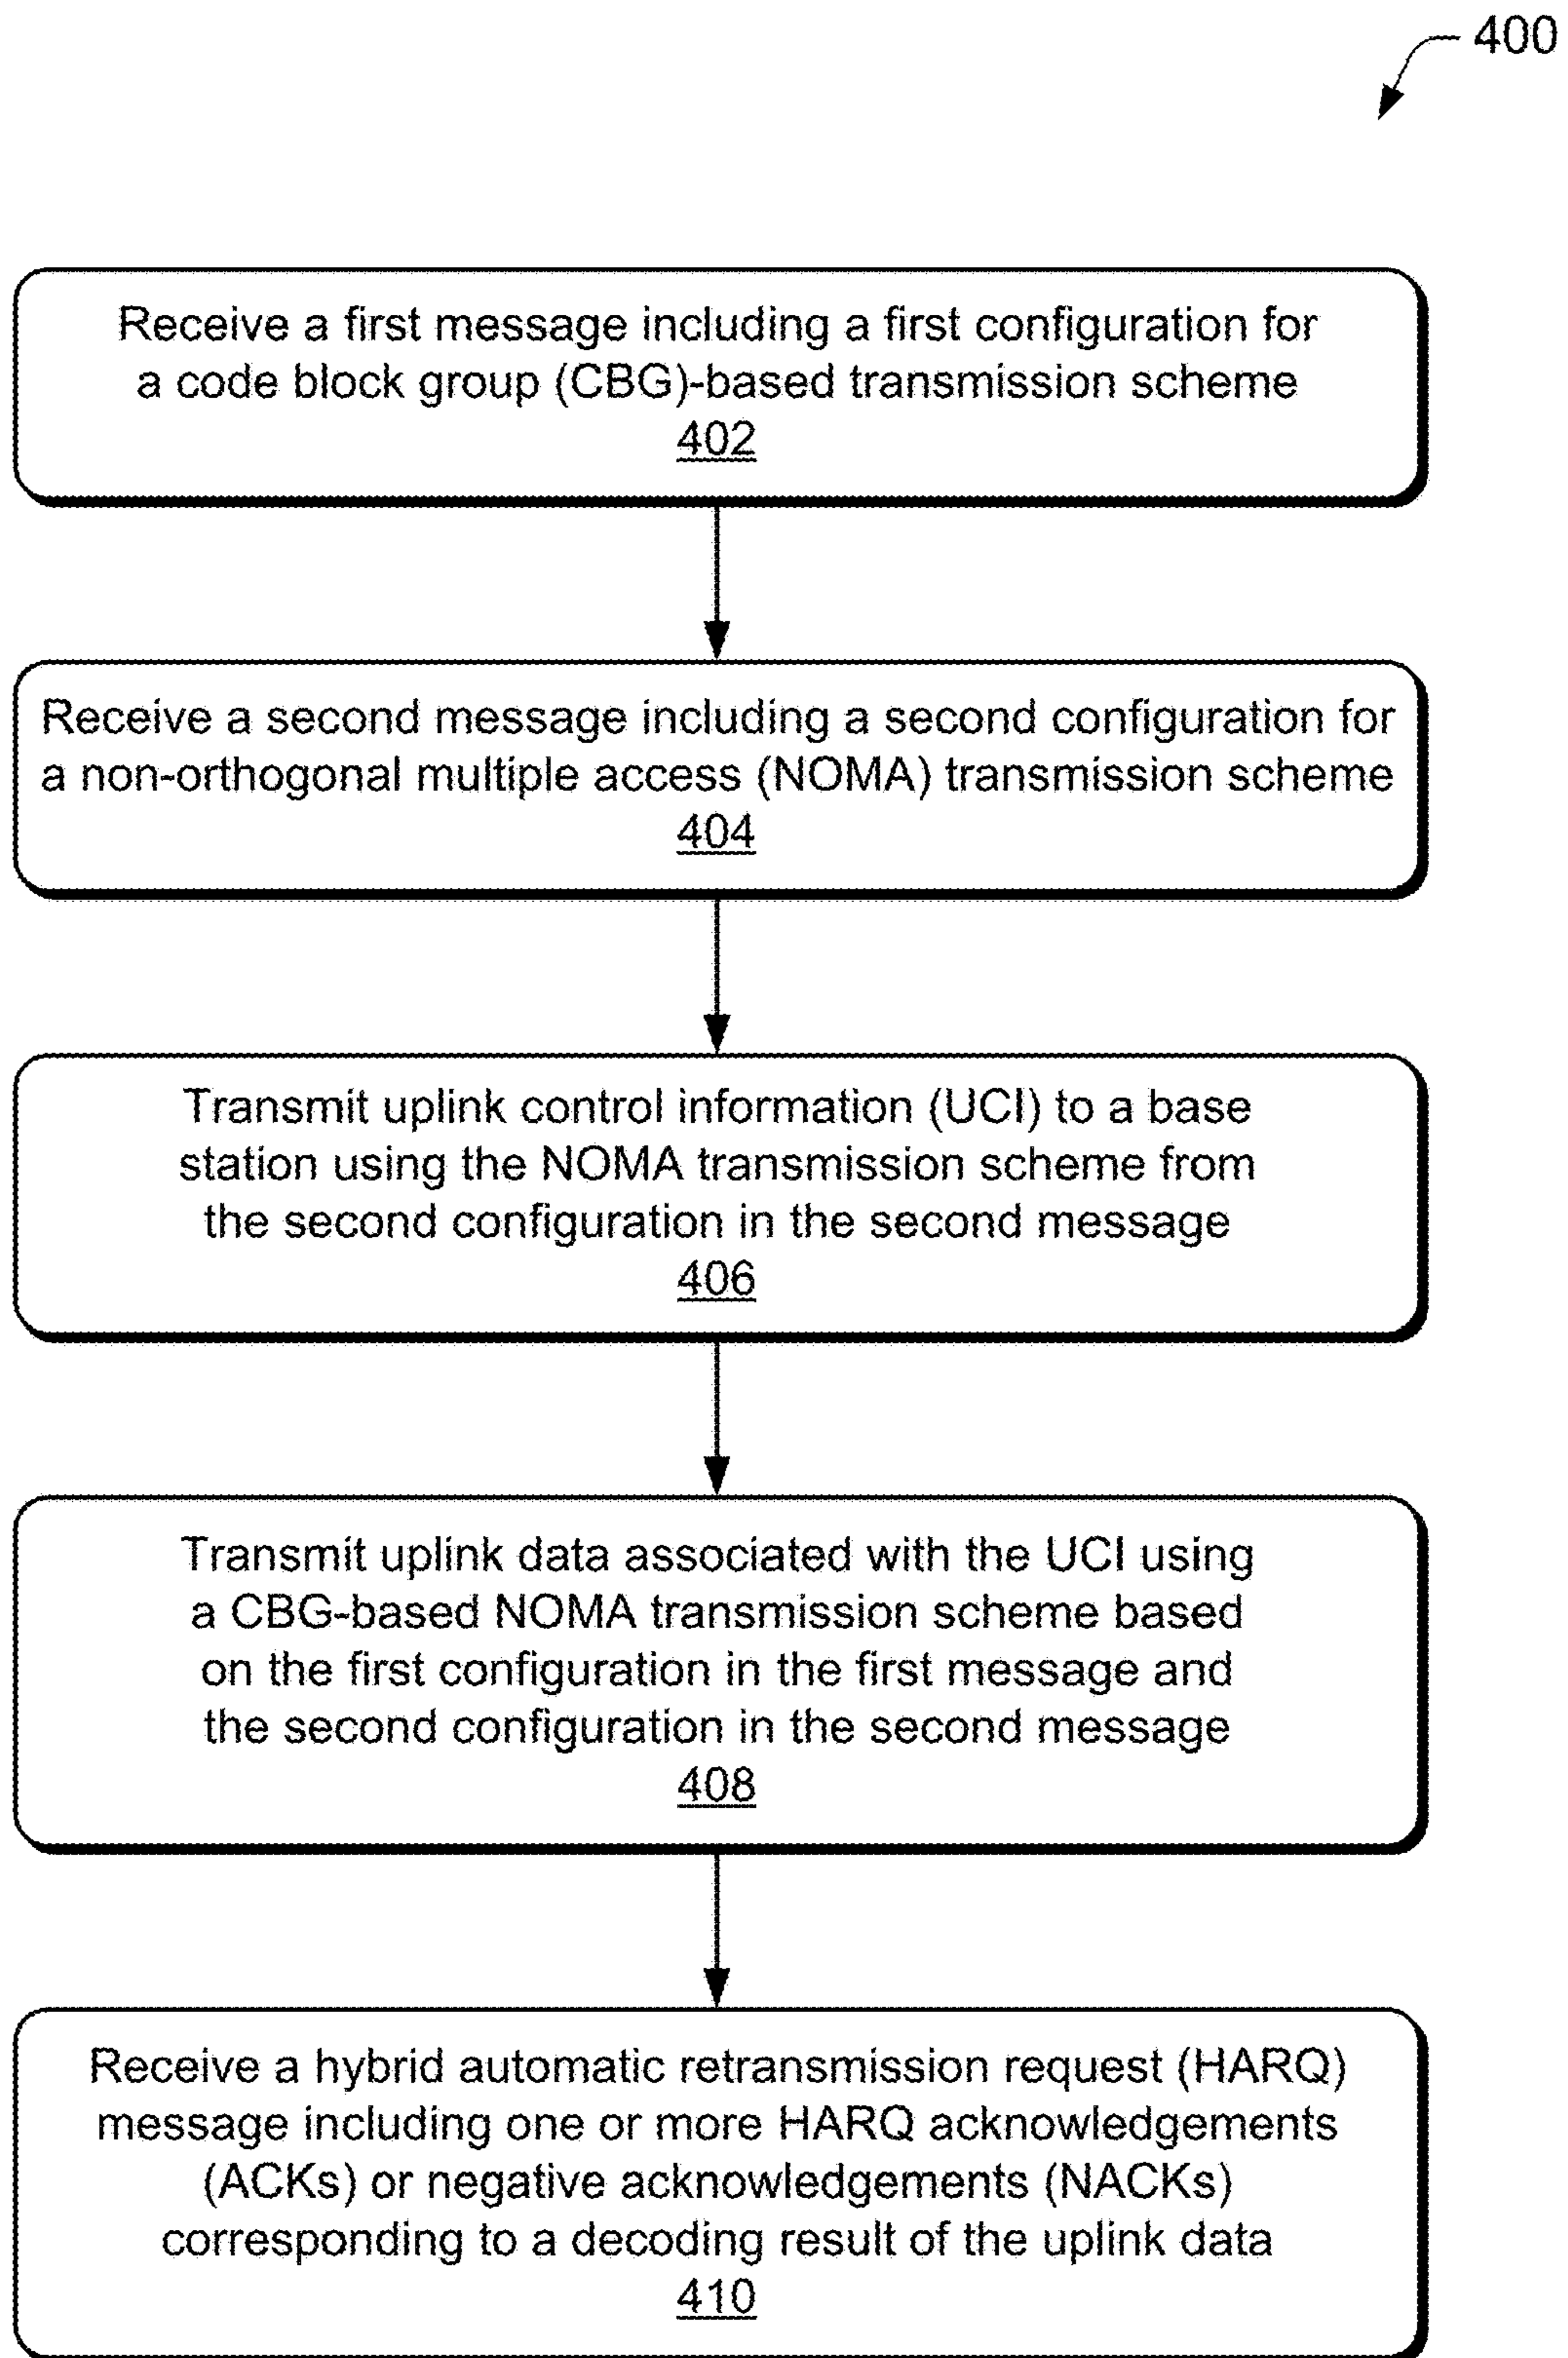 400
Receive a first message including a first configuration for
a code block group (CBG)-based transmission scheme
402
Receive a second message including a second configuration for
a non-orthogonal multiple access (NOMA) transmission scheme
404
Transmit uplink control information (UCI) to a base
station using the NOMA transmission scheme from
the second configuration in the second message
406
Transmit uplink data associated with the UCI using
a CBG-based NOMA transmission scheme based
on the first configuration in the first message and
the second configuration in the second message
408
Receive a hybrid automatic retransmission request (HARQ)
message including one or more HARQ acknowledgements
(ACKs) or negative acknowledgements (NACKs)
corresponding to a decoding result of the uplink data
410